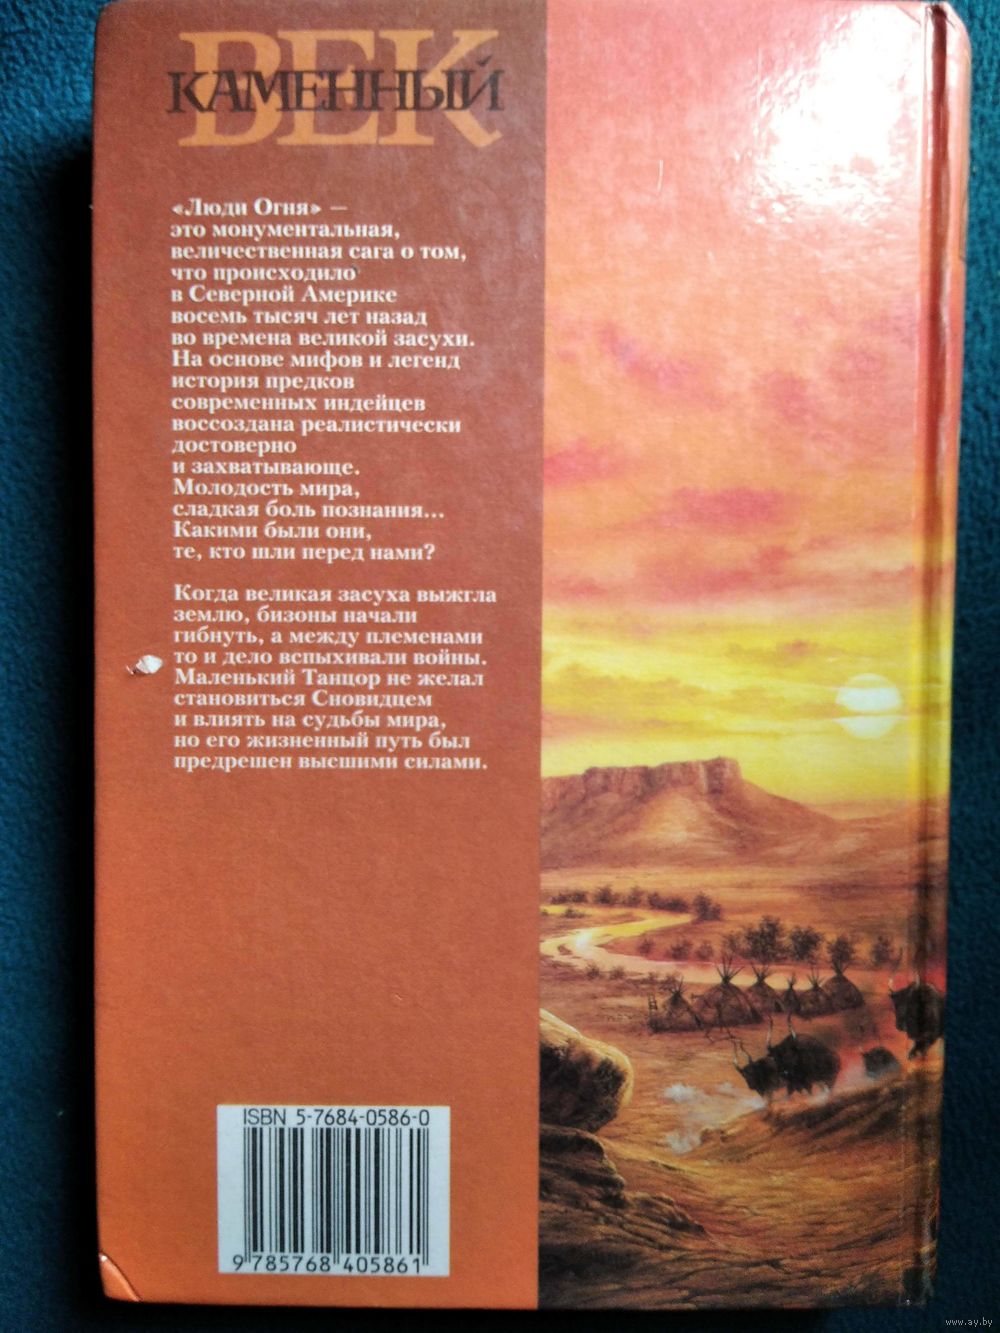 КАМЕННЫЙ
ВЕК
«Люди Огня» —
это монументальная,
величественная сага о том,
что происходило
в Северной Америке
восемь тысяч лет назад
во времена великой засухи.
На основе мифов и легенд
история предков
современных индейцев
воссоздана реалистически
достоверно
и захватывающе.
Молодость мира,
сладкая боль познания...
Какими были они,
те, кто шли перед нами?
Когда великая засуха выжгла
землю, бизоны начали
гибнуть, а между племенами
то и дело вспыхивали войны.
Маленький Танцор не желал
становиться Сновидцем
и влиять на судьбы мира,
но его жизненный путь был
предрешен высшими силами.
ISBN 5-7684-0586-0
9 785768 405861
www.ay.by